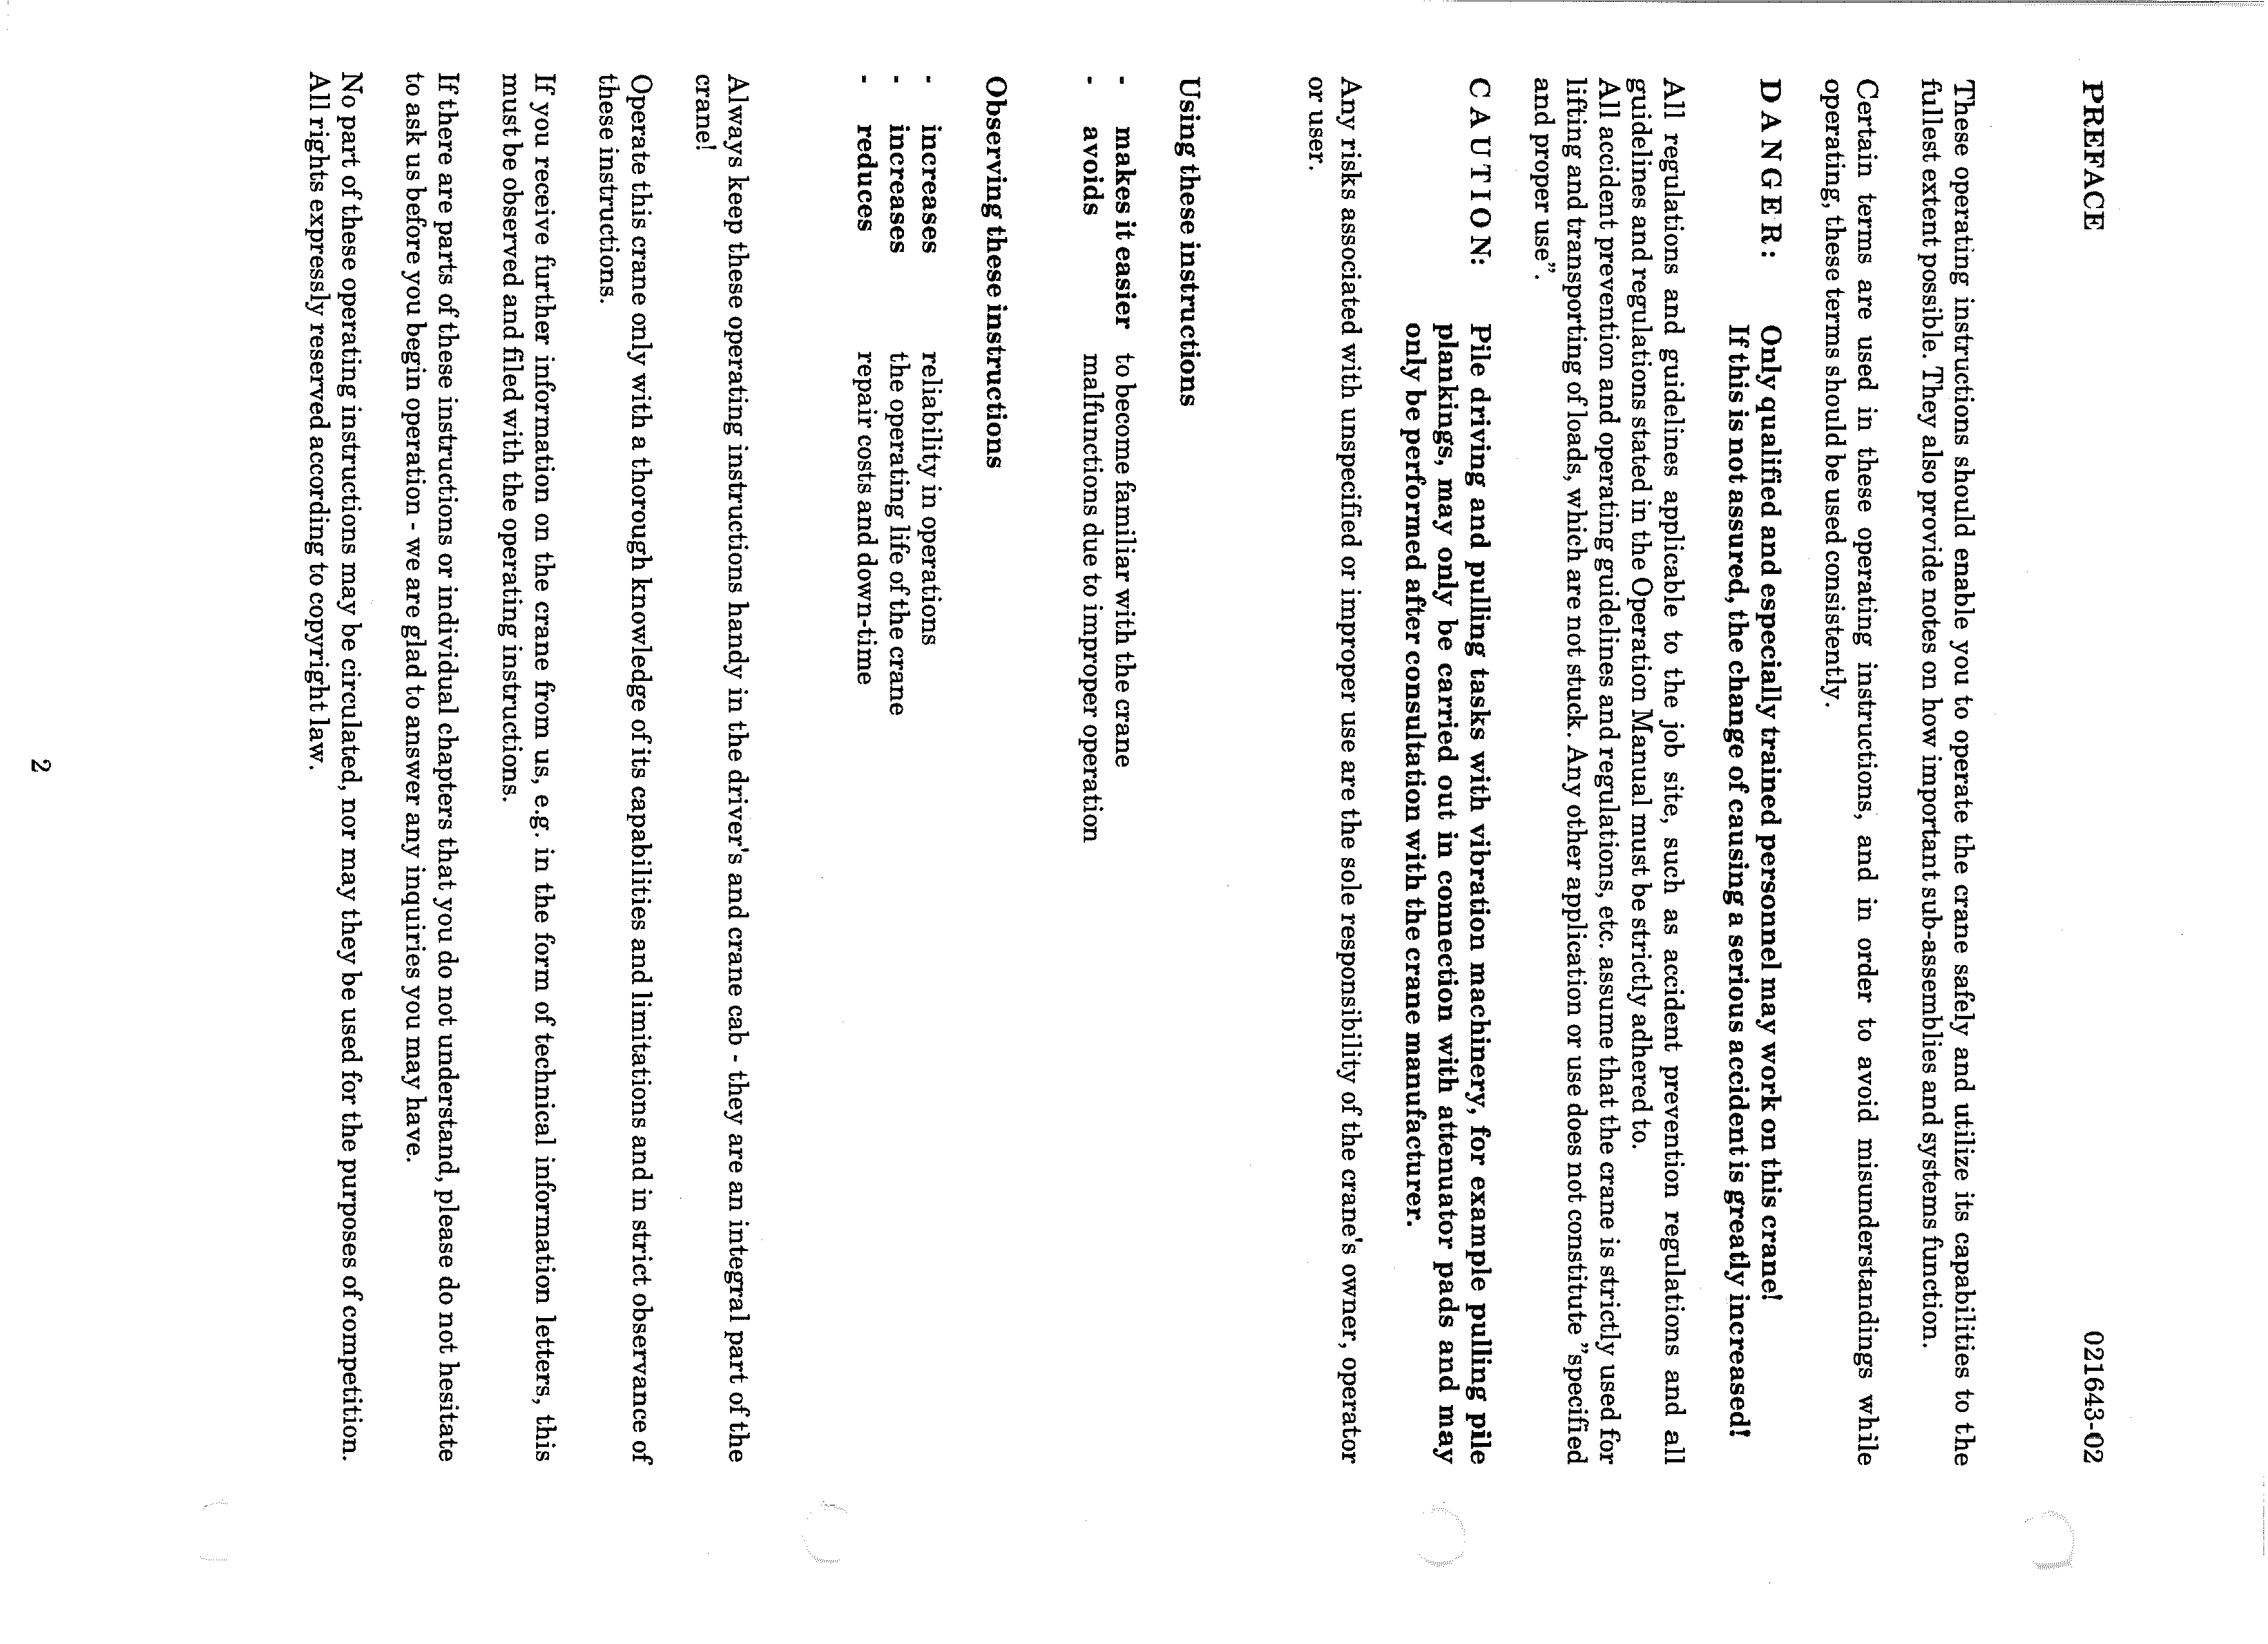 PREFACE 021643-02
These operating instructions should enable you to operate the crane safely and utilize its capabilities to the
fullest extent possible. They also provide notes on how important sub-assemblies and systems function.
Certain terms are used in these operating instructions, and in order to avoid misunderstandings while
operating, these terms should be used consistently.
DANGER: Only qualified and especially trained personnel may work on this crane!
If this is not assured, the change of causing a serious accident is greatly increased!
All regulations and guidelines applicable to the job site, such as accident prevention regulations and all
guidelines and regulations stated in the Operation Manual must be strictly adhered to.
All accident prevention and operating guidelines and regulations, etc. assume that the crane is strictly used for
lifting and transporting of loads, which are not stuck. Any other application or use does not constitute "specified
and proper use".
CAUTION: Pile driving and pulling tasks with vibration machinery, for example pulling pile
plankings, may only be carried out in connection with attenuator pads and may
only be performed after consultation with the crane manufacturer.
Any risks associated with unspecified or improper use are the sole responsibility of the crane's owner, operator
or user.
Using these instructions
- makes it easier to become familiar with the crane
- avoids malfunctions due to improper operation
Observing these instructions
- increases reliability in operations
- increases the operating life of the crane
- reduces repair costs and down-time
Always keep these operating instructions handy in the driver's and crane cab - they are an integral part of the
crane!
Operate this crane only with a thorough knowledge of its capabilities and limitations and in strict observance of
these instructions.
If you receive further information on the crane from us, e.g. in the form of technical information letters, this
must be observed and filed with the operating instructions.
If there are parts of these instructions or individual chapters that you do not understand, please do not hesitate
to ask us before you begin operation - we are glad to answer any inquiries you may have.
No part of these operating instructions may be circulated, nor may they be used for the purposes of competition.
All rights expressly reserved according to copyright law.
2